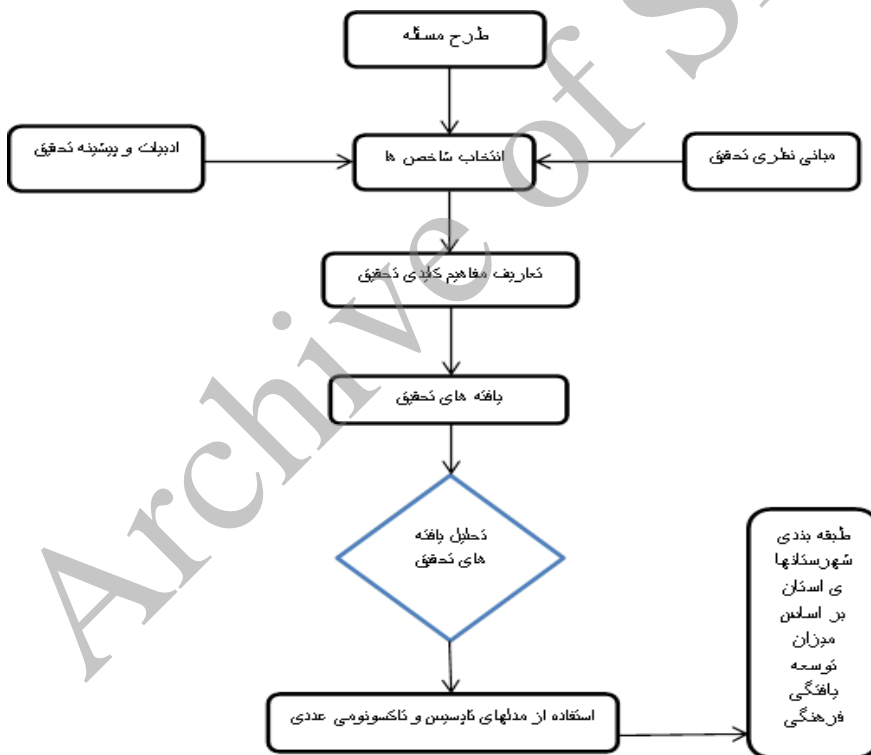 طرح مسئله
ادبیات و پیشینه تحقیق
انتخاب شاخص ها
مبانی نظری تحقیق
تعاریف مفاهیم کلیدی تحقیق
یافته های تحقیق
تحلیل یافته
های تحقیق
طبقه بندی
شهرستانها
ی استان
بر اساس
میزان
توسعه
یافتگی
فرهنگی
استفاده از مدلهای تاپسیس و تاکسونومی عددی
Archive of S